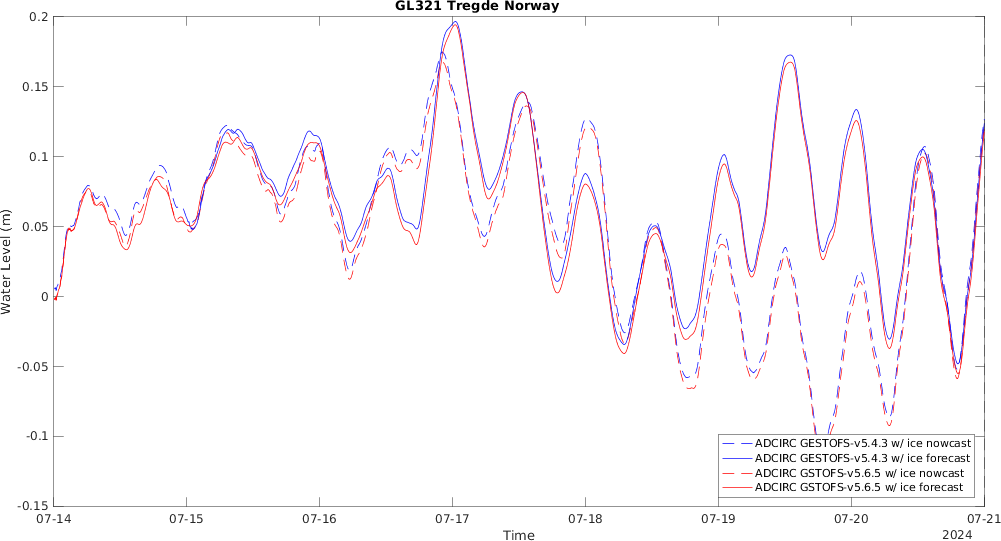 GL321 Tregde Norway
0.2
0.15
0.1
0.05
0
-0.05
-0.1
-0.15
Water Level (m)
ADCIRC GESTOFS-v5.4.3 w/ ice nowcast
ADCIRC GESTOFS-v5.4.3 w/ ice forecast
ADCIRC GSTOFS-v5.6.5 w/ ice nowcast
ADCIRC GSTOFS-v5.6.5 w/ ice forecast
07-14 07-15 07-16 07-17 07-18 07-19 07-20 07-21
Time
2024